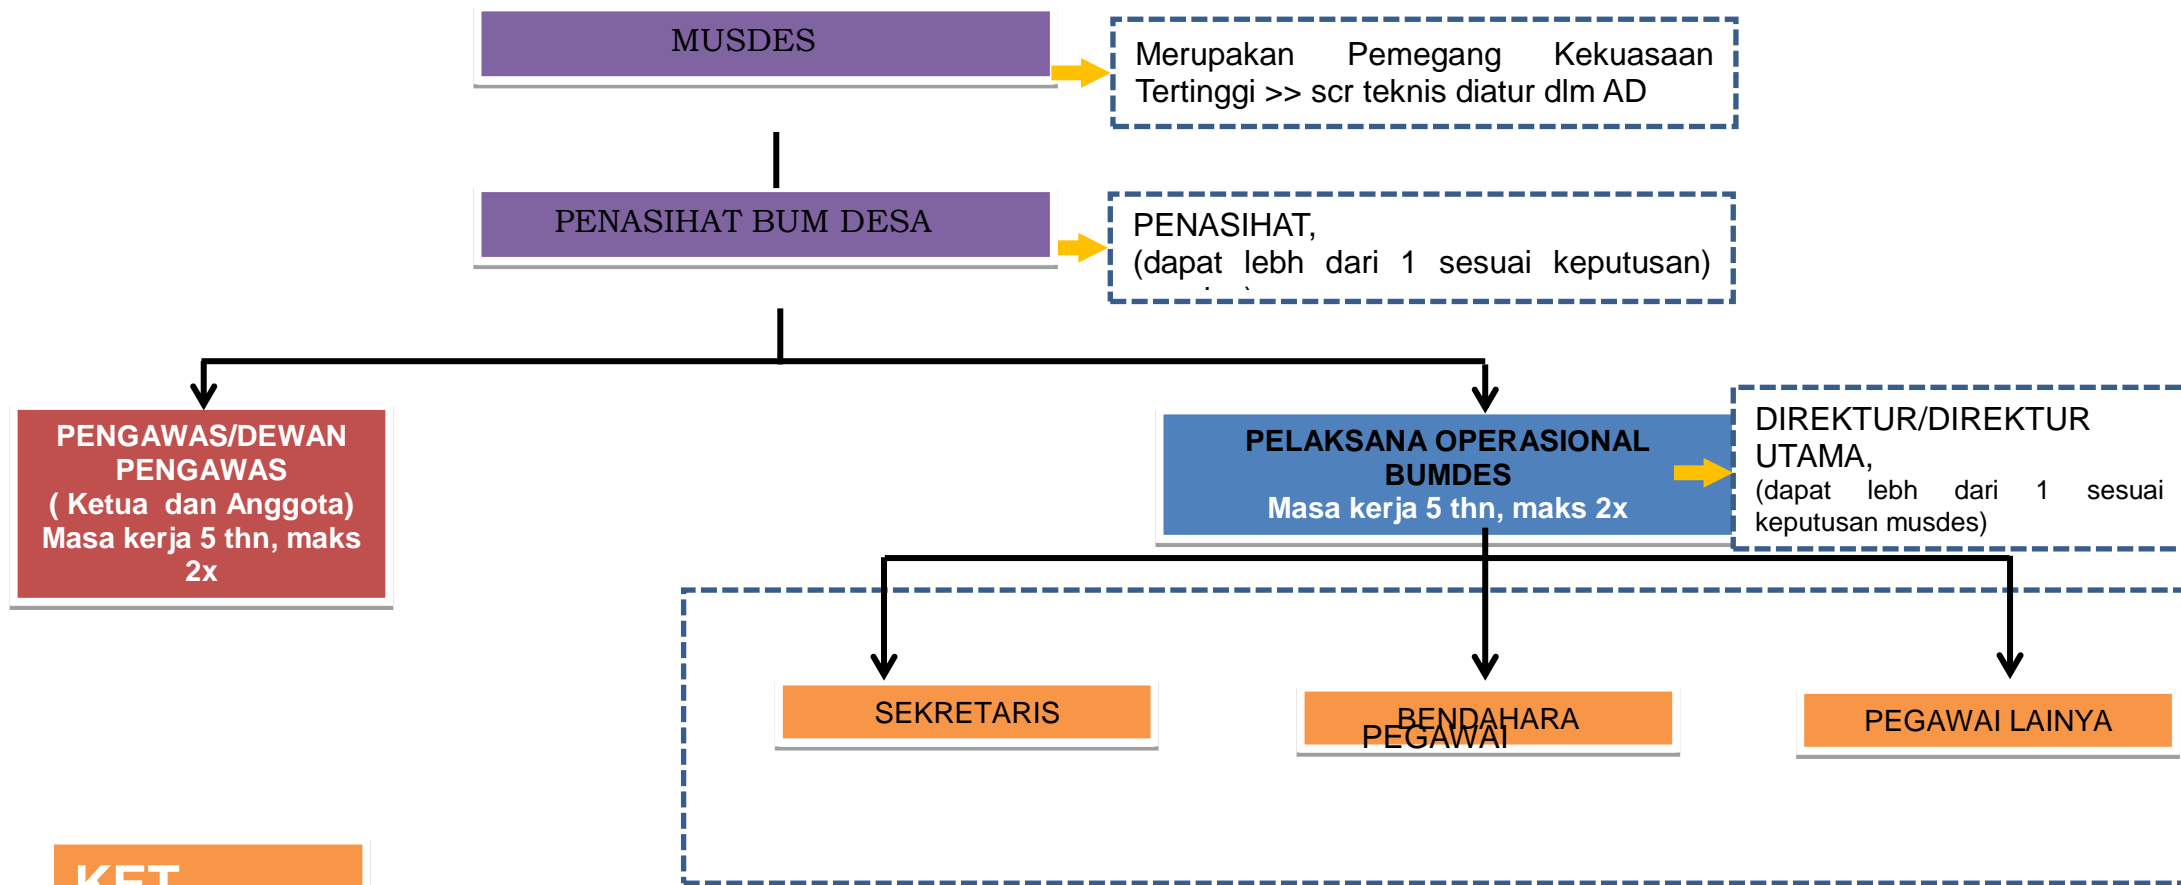 MUSDES
Merupakan Pemegang Kekuasaan
Tertinggi >> scr teknis diatur dlm AD
PENASIHAT BUM DESA
PENASIHAT,
(dapat lebh dari 1 sesuai keputusan)
PENGAWAS/DEWAN
PENGAWAS
( Ketua dan Anggota)
Masa kerja 5 thn, maks
2x
PELAKSANA OPERASIONAL
BUMDES
Masa kerja 5 thn, maks 2x
DIREKTUR/DIREKTUR
UTAMA,
(dapat lebh dari 1 sesuai
keputusan musdes)
SEKRETARIS
BENDAHARA
PEGAWAI
PEGAWAI LAINYA
KET